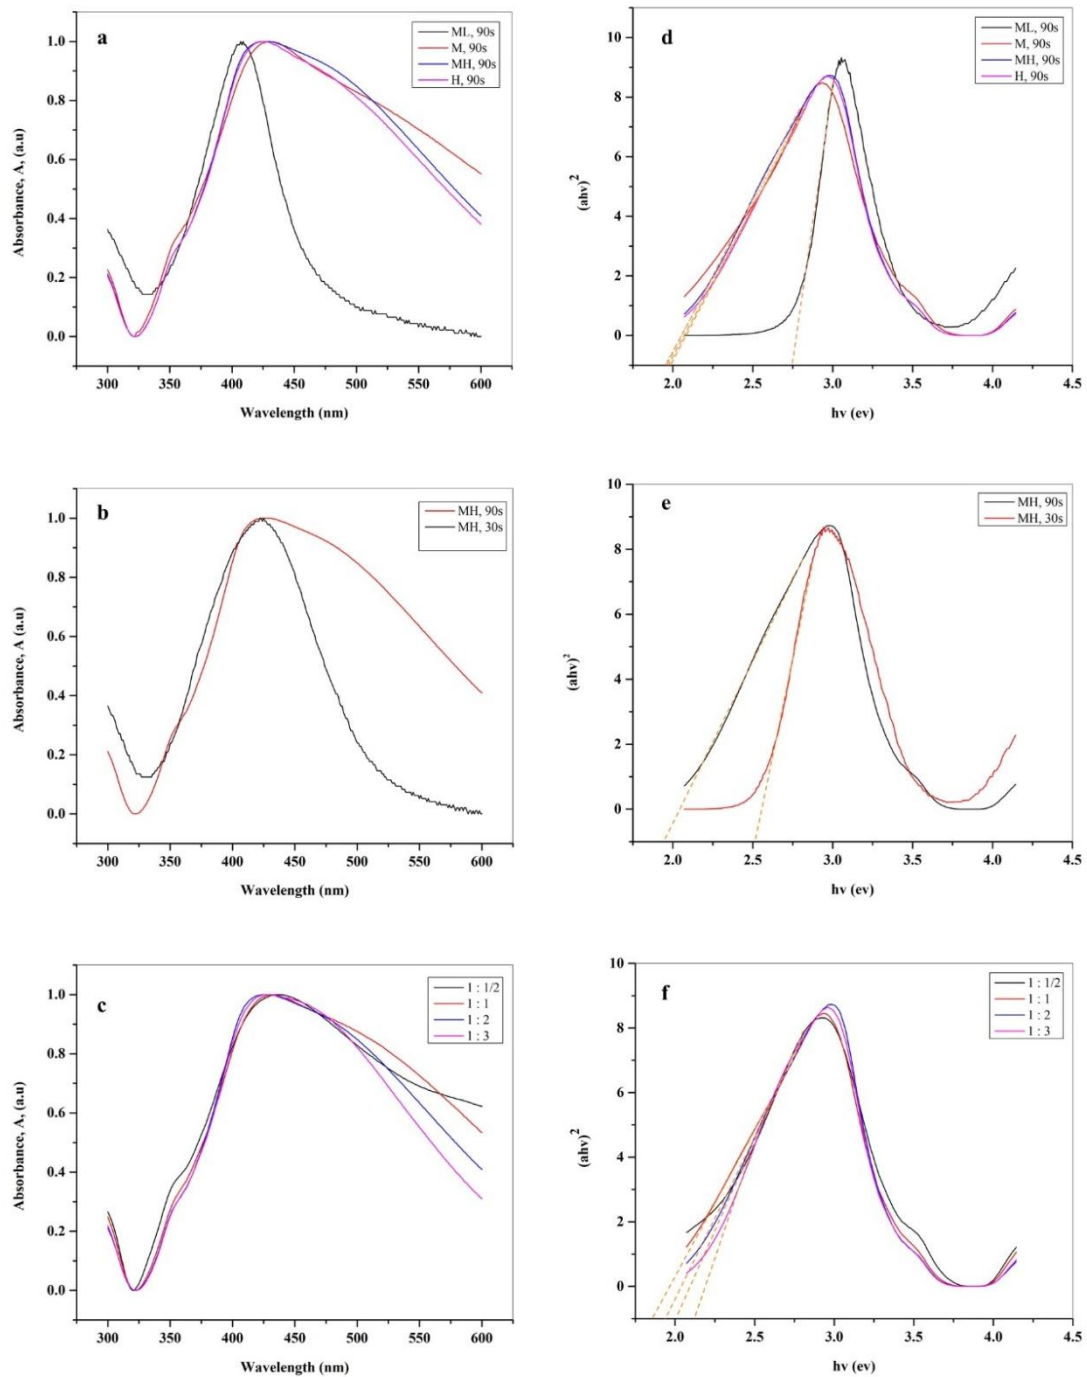 a
ML, 90s
M, 90s
MH, 90s
H, 90s
1.0
0.8
0.6
0.4
0.2
0.0
Absorbance, A, (a.u)
300 350 400 450 500 550 600
Wavelength (nm)
d
ML, 90s
M, 90s
MH, 90s
H, 90s
10
8
6
4
2
0
(ahv)²
2.0 2.5 3.0 3.5 4.0 4.5
hv (ev)
b
MH, 90s
MH, 30s
1.0
0.8
0.6
0.4
0.2
0.0
Absorbance, A (a.u)
300 350 400 450 500 550 600
Wavelength (nm)
e
MH, 90s
MH, 30s
10
8
6
4
2
0
(ahv)²
2.0 2.5 3.0 3.5 4.0 4.5
hv (ev)
c
1 : 1/2
1 : 1
1 : 2
1 : 3
1.0
0.8
0.6
0.4
0.2
0.0
Absorbance, A, (a.u)
300 350 400 450 500 550 600
Wavelength (nm)
f
1 : 1/2
1 : 1
1 : 2
1 : 3
10
8
6
4
2
0
(ahv)²
2.0 2.5 3.0 3.5 4.0 4.5
hv (ev)